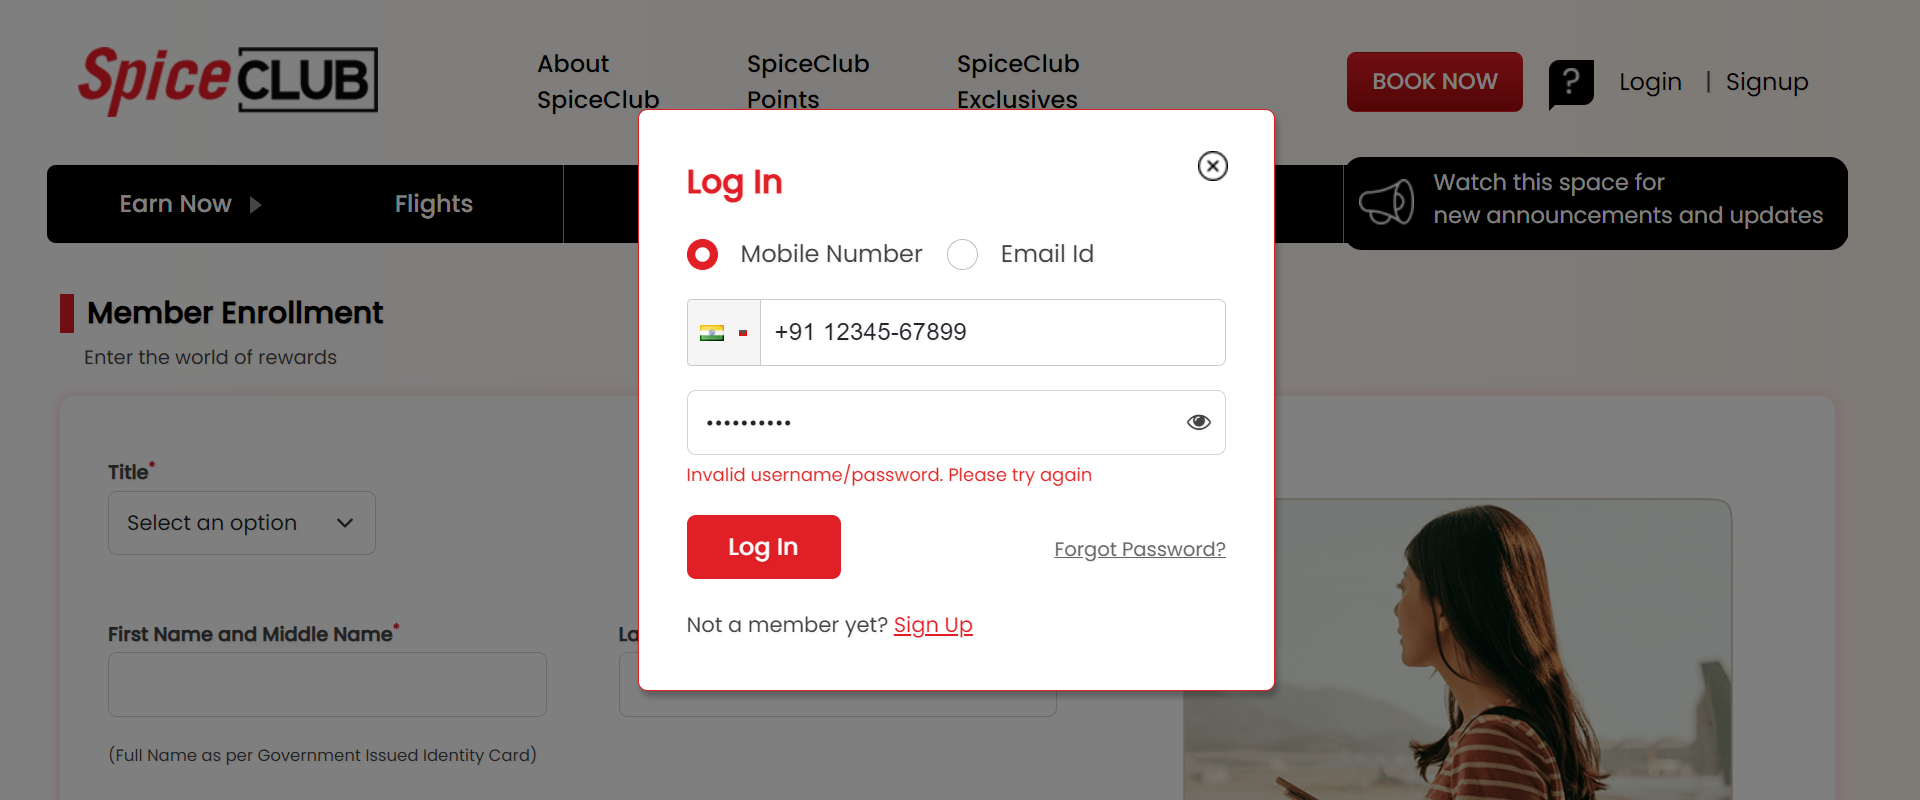 Spice CLUB
About
SpiceClub
SpiceClub
Points
SpiceClub
Exclusives
BOOK NOW
?
Login | Signup
Earn Now
Flights
Watch this space for
new announcements and updates
Member Enrollment
Enter the world of rewards
Title*
Select an option
First Name and Middle Name*
La
(Full Name as per Government Issued Identity Card)
Log In
Mobile Number
Email Id
+91 12345-67899
••••••••••
Invalid username/password. Please try again
Log In
Forgot Password?
Not a member yet? Sign Up